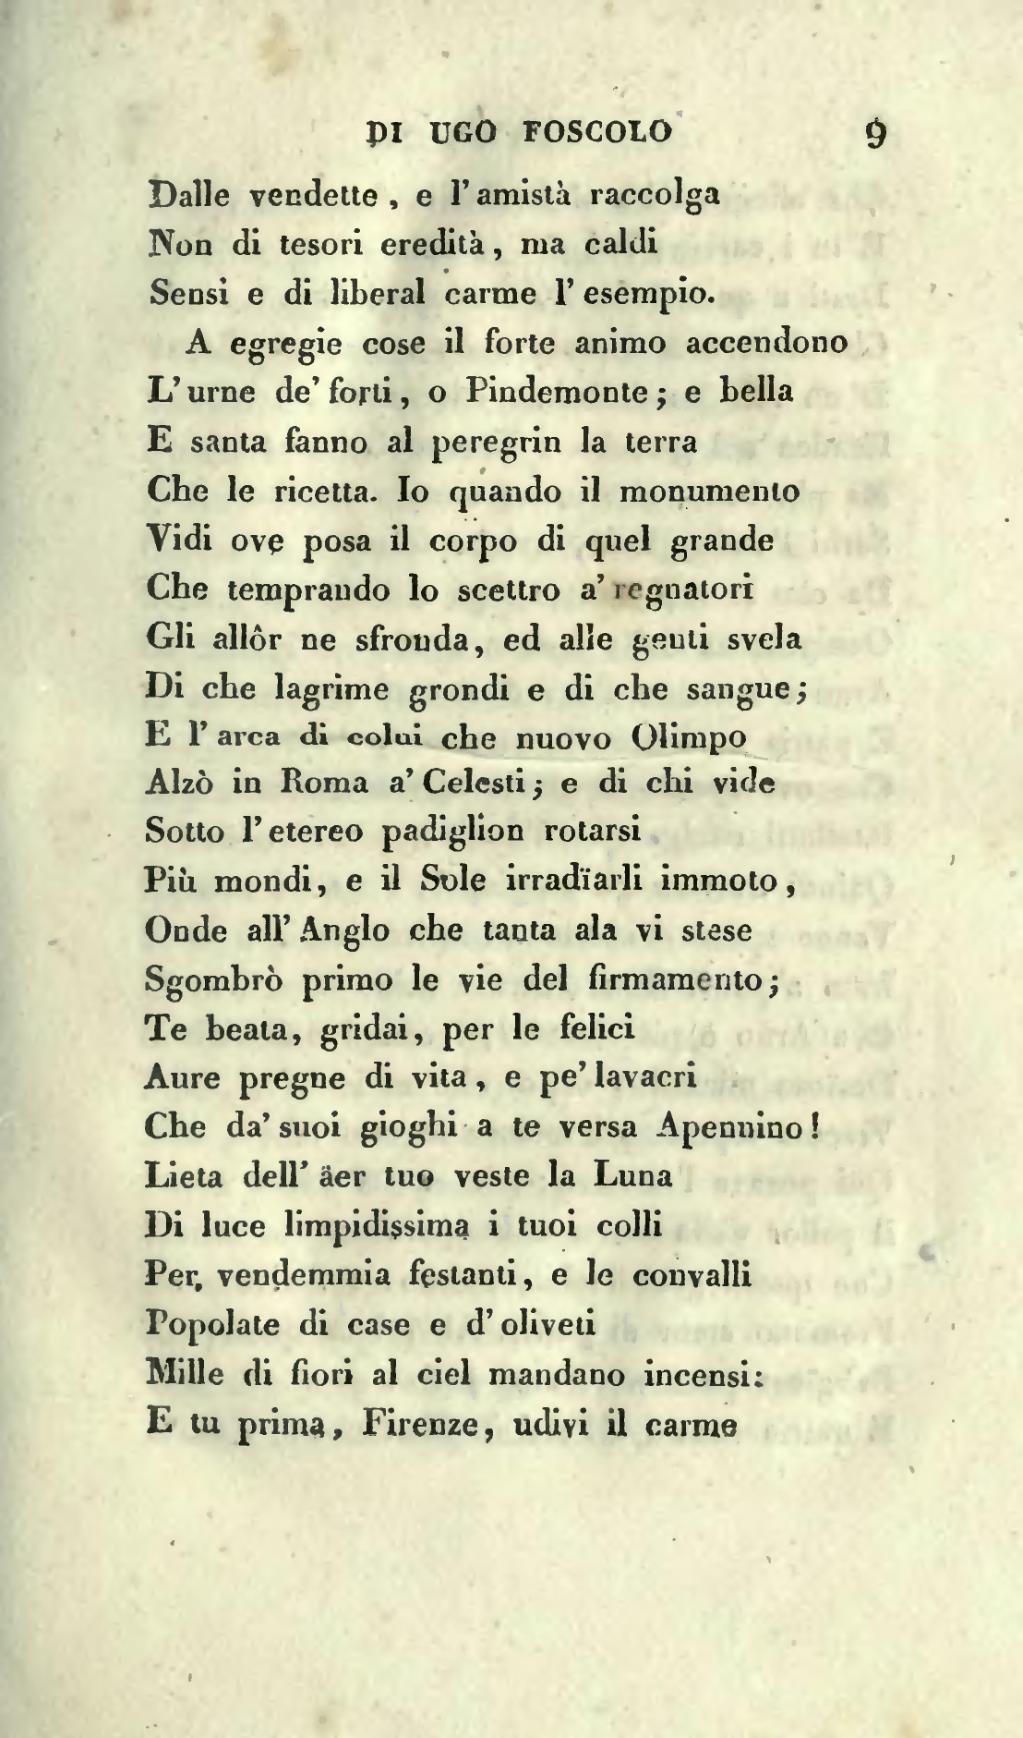 DI UGO FOSCOLO 9
Dalle vendette, e l'amistà raccolga
Non di tesori eredità, ma caldi
Sensi e di liberal carme l'esempio.
A egregie cose il forte animo accendono
L'urne de' forti, o Pindemonte; e bella
E santa fanno al peregrin la terra
Che le ricetta. Io quando il monumento
Vidi ove posa il corpo di quel grande
Che temprando lo scettro a' regnatori
Gli allôr ne sfronda, ed alle genti svela
Di che lagrime grondi e di che sangue;
E l'arca di colui che nuovo Olimpo
Alzò in Roma a' Celesti; e di chi vide
Sotto l'etereo padiglion rotarsi
Più mondi, e il Sole irradïarli immoto,
Onde all'Anglo che tanta ala vi stese
Sgombrò primo le vie del firmamento;
Te beata, gridai, per le felici
Aure pregne di vita, e pe' lavacri
Che da' suoi gioghi a te versa Apennino!
Lieta dell' äer tuo veste la Luna
Di luce limpidissima i tuoi colli
Per vendemmia festanti, e le convalli
Popolate di case e d'oliveti
Mille di fiori al ciel mandano incensi:
E tu prima, Firenze, udivi il carme